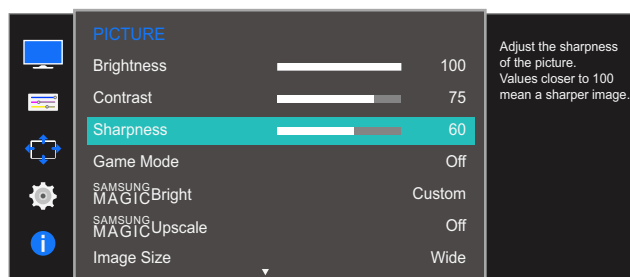 PICTURE
Brightness 100
Contrast 75
Sharpness 60
Game Mode Off
SAMSUNG MAGIC Bright Custom
SAMSUNG MAGIC Upscale Off
Image Size Wide
Adjust the sharpness
of the picture.
Values closer to 100
mean a sharper image.
i